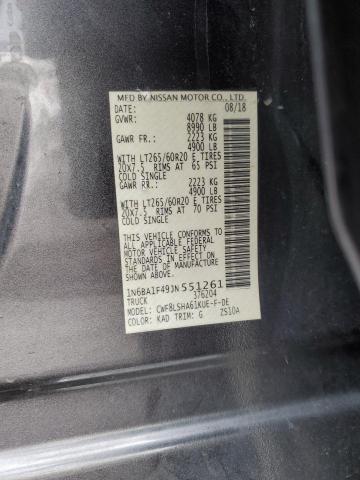 MFD BY NISSAN MOTOR CO., LTD.
DATE: 08/18
GVWR: 4078 KG
8990 LB
GAWR FR.: 2223 KG
4900 LB
WITH LT265/60R20 E TIRES
20X7.5, RIMS AT 65 PSI
COLD SINGLE
GAWR RR.: 2223 KG
4900 LB
WITH LT265/60R20 E TIRES
20X7.5, RIMS AT 70 PSI
COLD SINGLE
THIS VEHICLE CONFORMS TO
ALL APPLICABLE FEDERAL
MOTOR VEHICLE SAFETY
STANDARDS IN EFFECT ON
THE DATE OF MANUFACTURE
SHOWN ABOVE.
1N6BA1F49JN551261
TRUCK 376204
MODEL: CWF8LSHA61KUE-F-DE
COLOR: KAD TRIM: G ZS10A